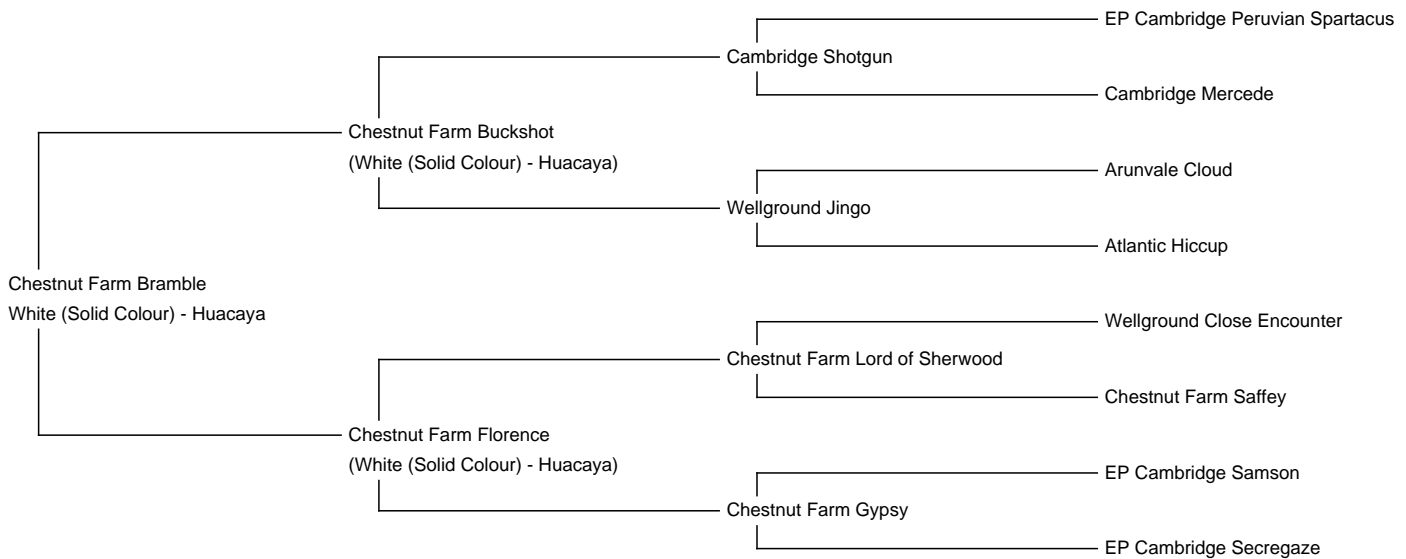 EP Cambridge Peruvian Spartacus
Cambridge Shotgun
Cambridge Mercede
Chestnut Farm Buckshot
(White (Solid Colour) - Huacaya)
Arunvale Cloud
Wellground Jingo
Atlantic Hiccup
Chestnut Farm Bramble
White (Solid Colour) - Huacaya
Wellground Close Encounter
Chestnut Farm Lord of Sherwood
Chestnut Farm Saffey
Chestnut Farm Florence
(White (Solid Colour) - Huacaya)
EP Cambridge Samson
Chestnut Farm Gypsy
EP Cambridge Secregaze